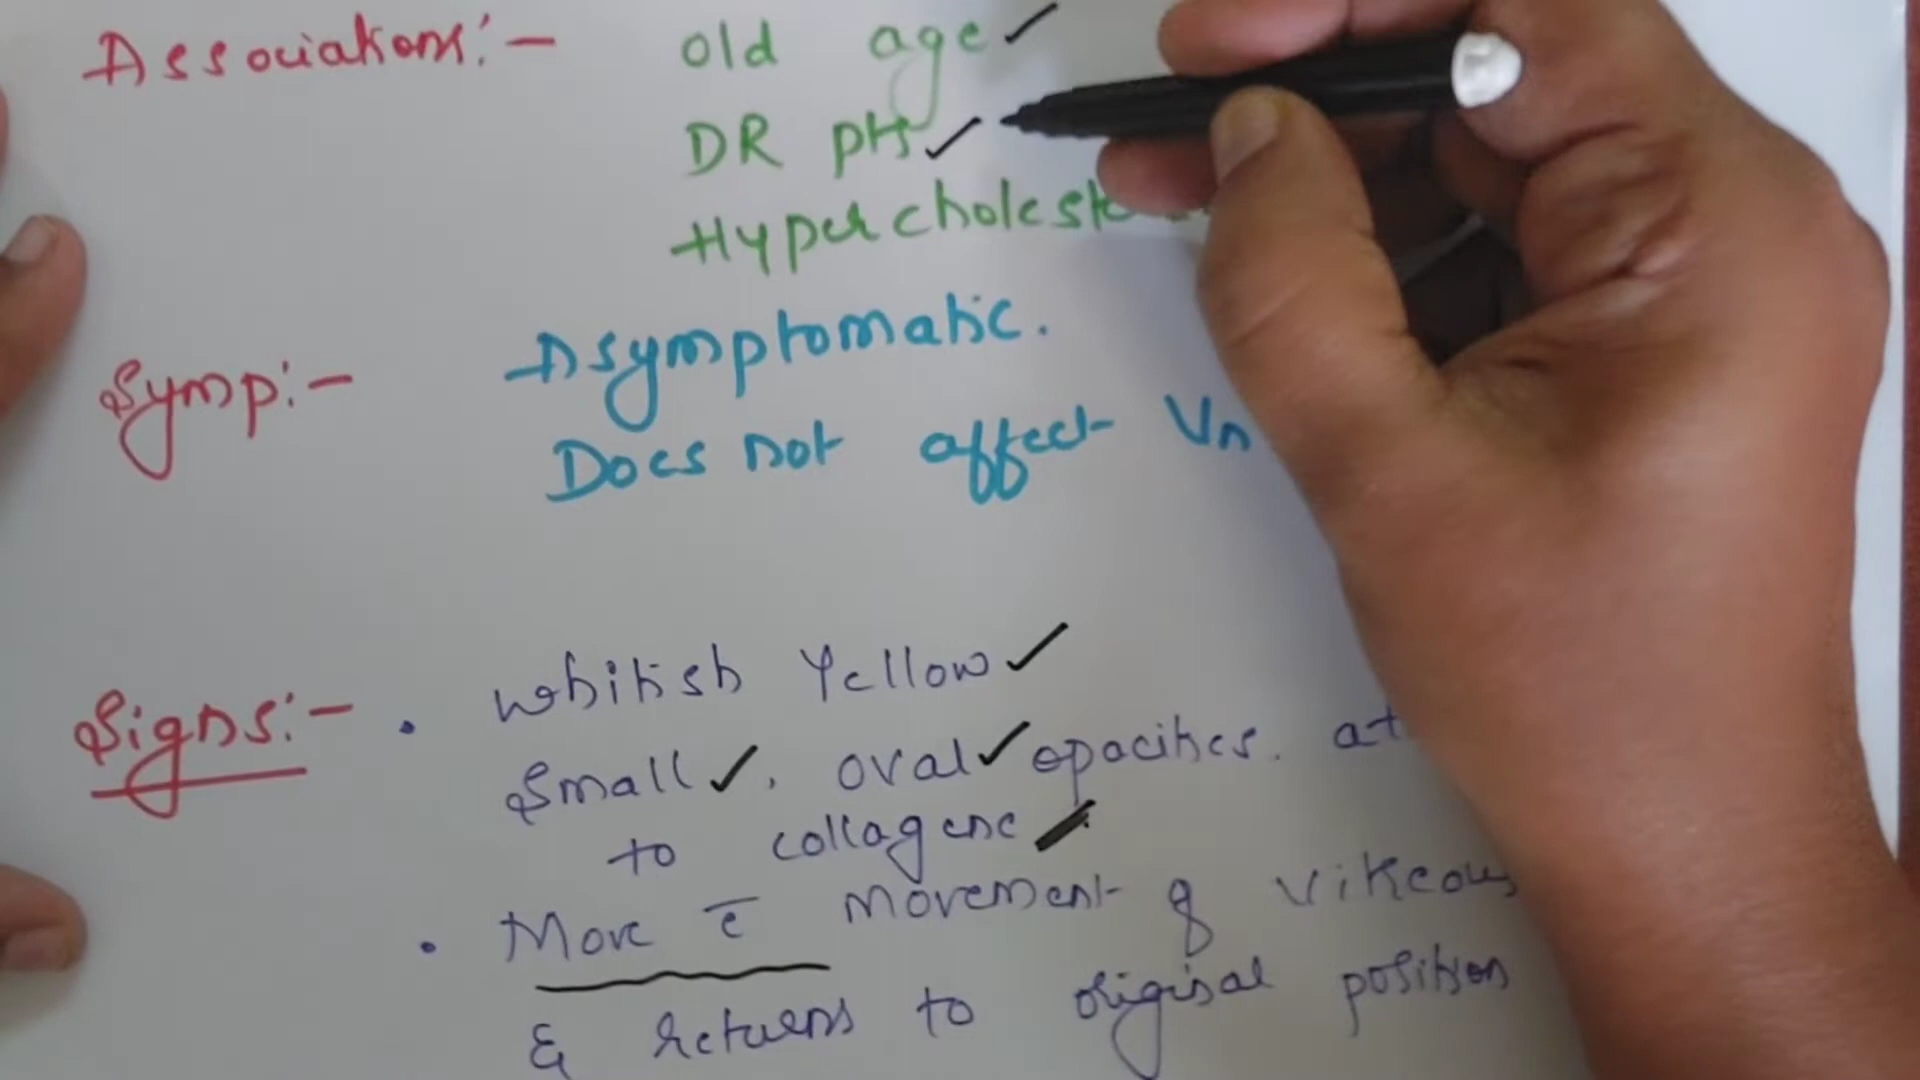 Associations:- old age ✓
DR pts ✓
Hypercholest
Symp:- Asymptomatic.
Does not affect Vn
Signs:- • Whitish Yellow ✓
Small ✓, oval ✓ opacities. at
to collagene
• Move c̄ movement of vitreous
& returns to original position